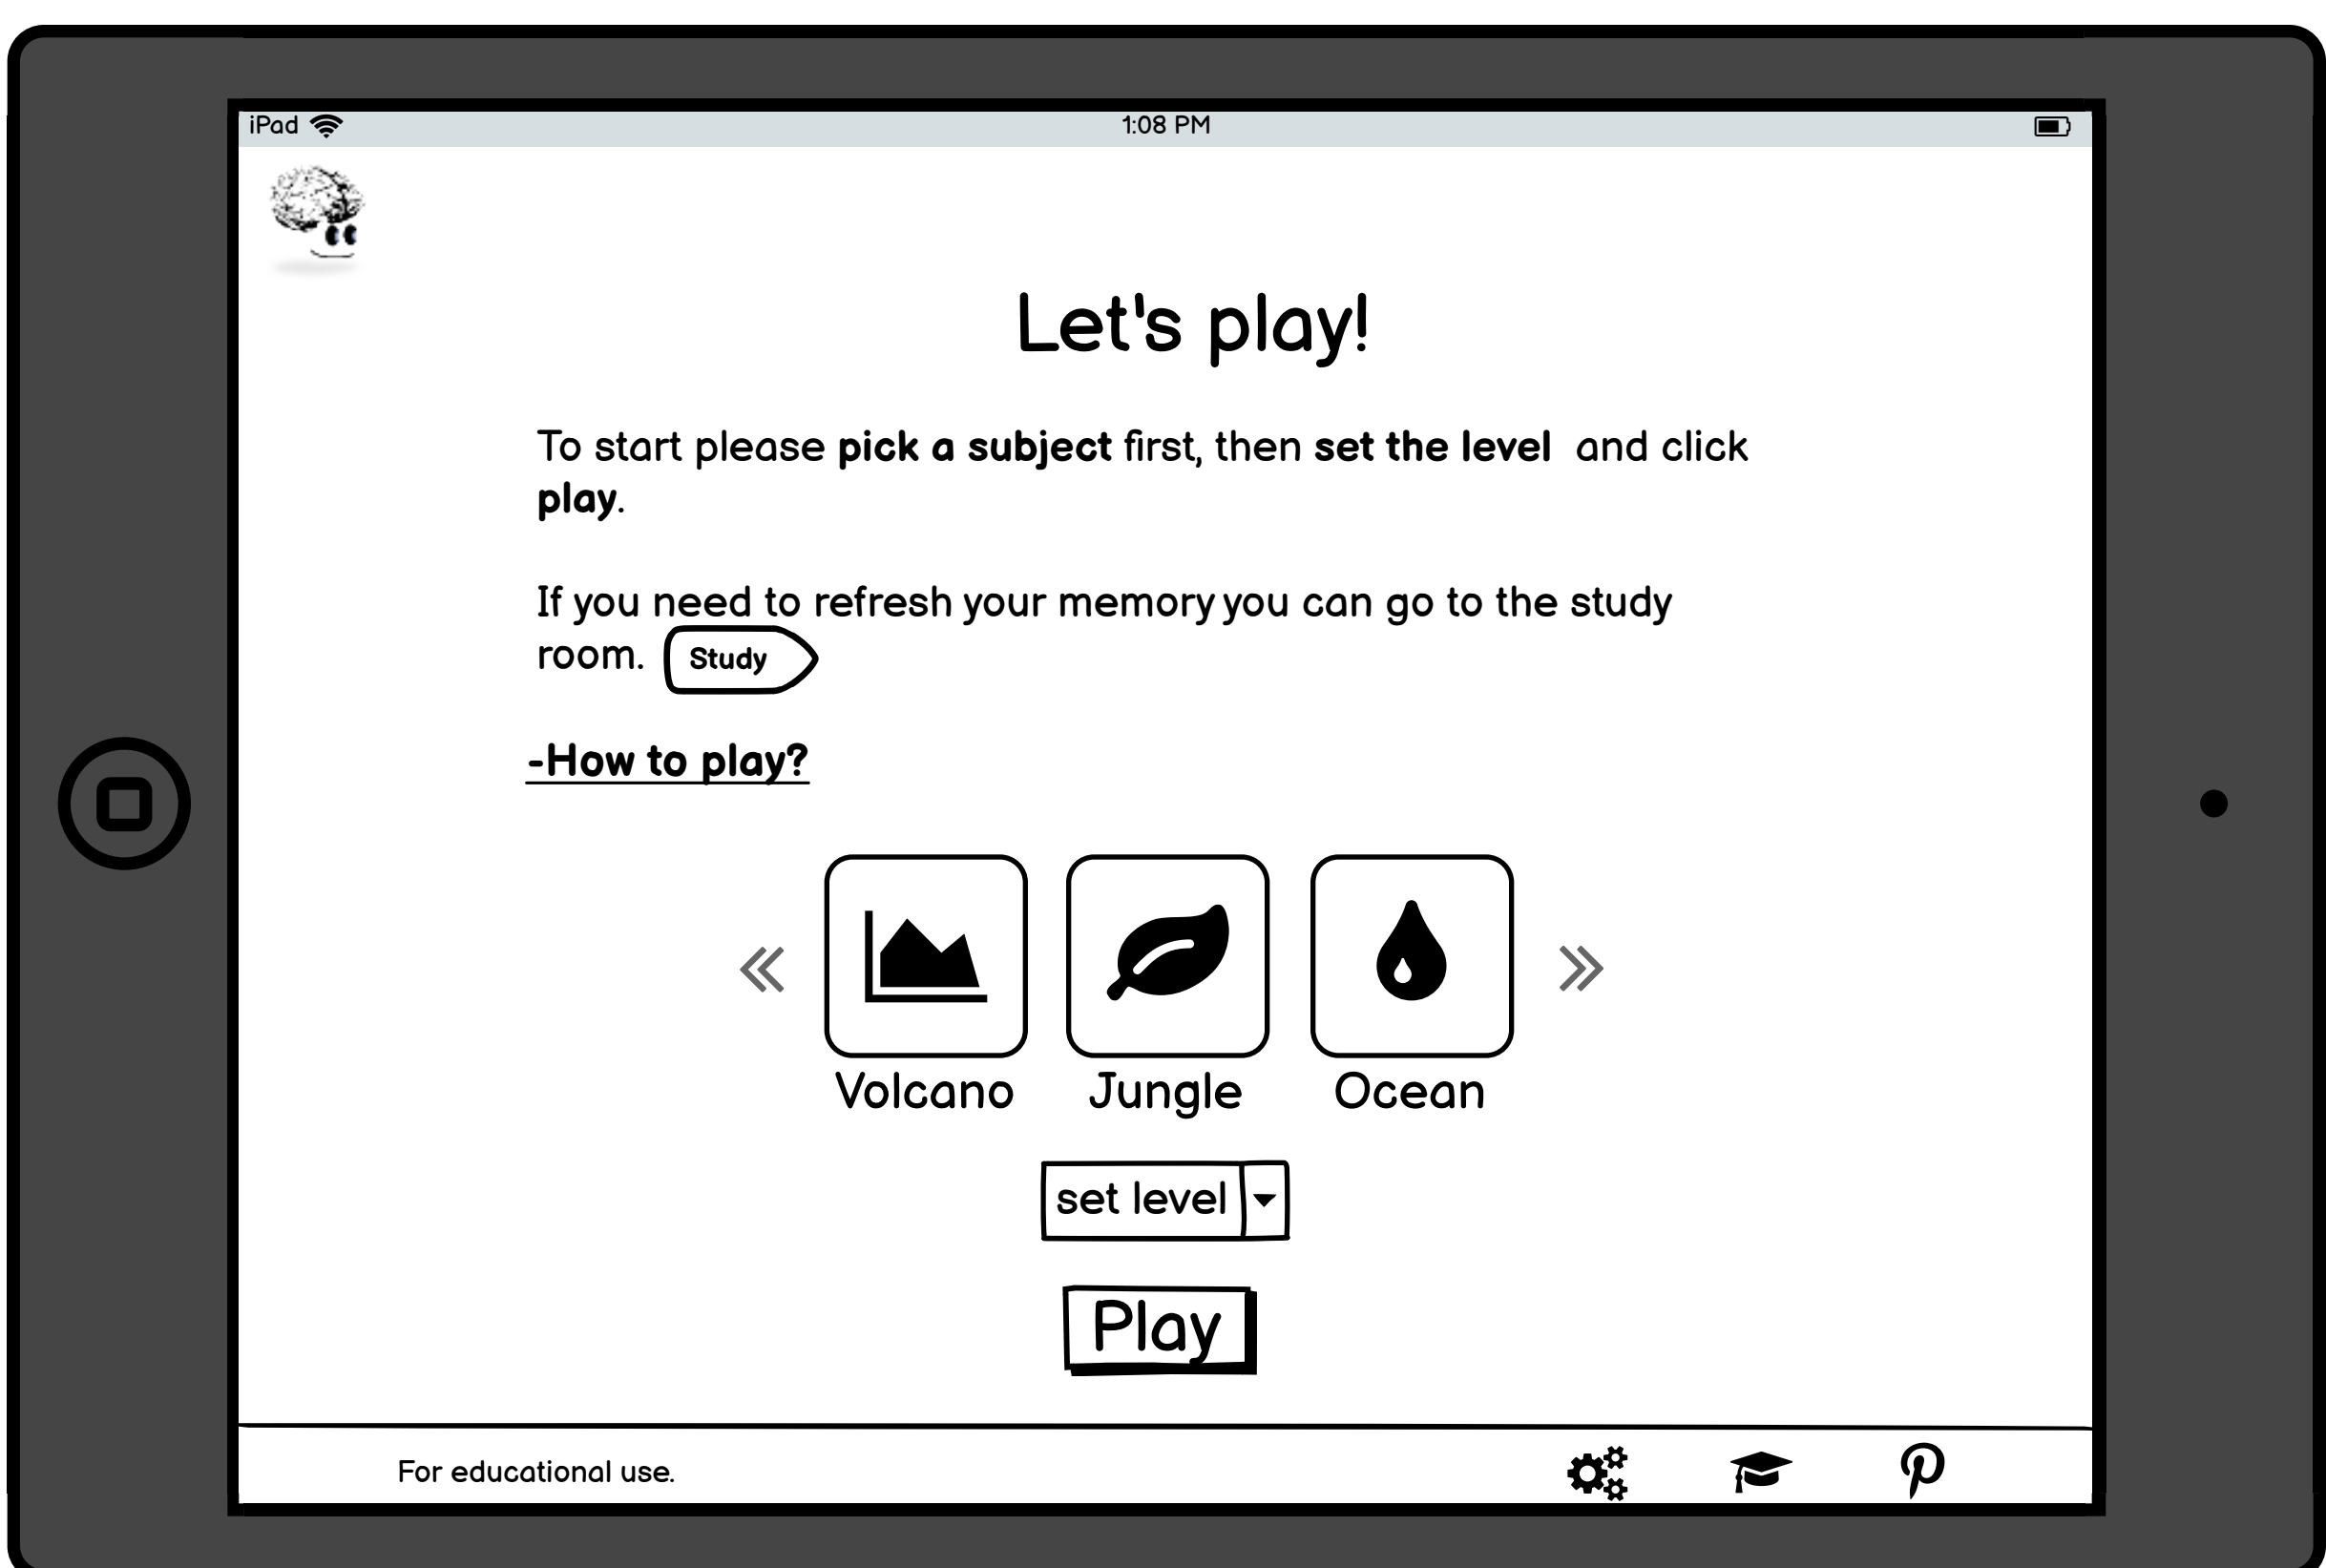 iPad
1:08 PM
Let's play!
To start please pick a subject first, then set the level and click
play.
If you need to refresh your memory you can go to the study
room.
Study
-How to play?
Volcano
Jungle
Ocean
set level
Play
For educational use.